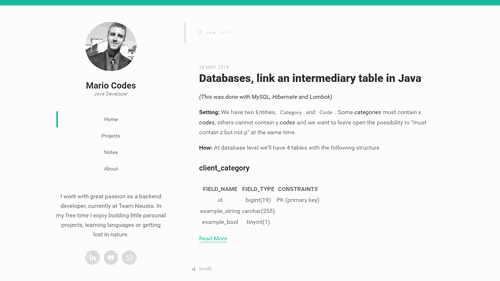 Mario Codes
Java Developer
Home
Projects
Notes
About
I work with great passion as a backend
developer, currently at Team Neusta. In
my free time I enjoy building little personal
projects, learning languages or getting
lost in nature.
28 MAY 2018
Databases, link an intermediary table in Java
(This was done with MySQL, Hibernate and Lombok)
Setting: We have two Entities, Category and Code. Some categories must contain x
codes, others cannot contain y codes and we want to leave open the possibility to "must
contain z but not p" at the same time.
How: At database level we'll have 4 tables with the following structure
client_category
FIELD_NAME FIELD_TYPE CONSTRAINTS
id bigint(19) PK (primary key)
example_string varchar(255)
example_bool tinyint(1)
Read More
SHARE